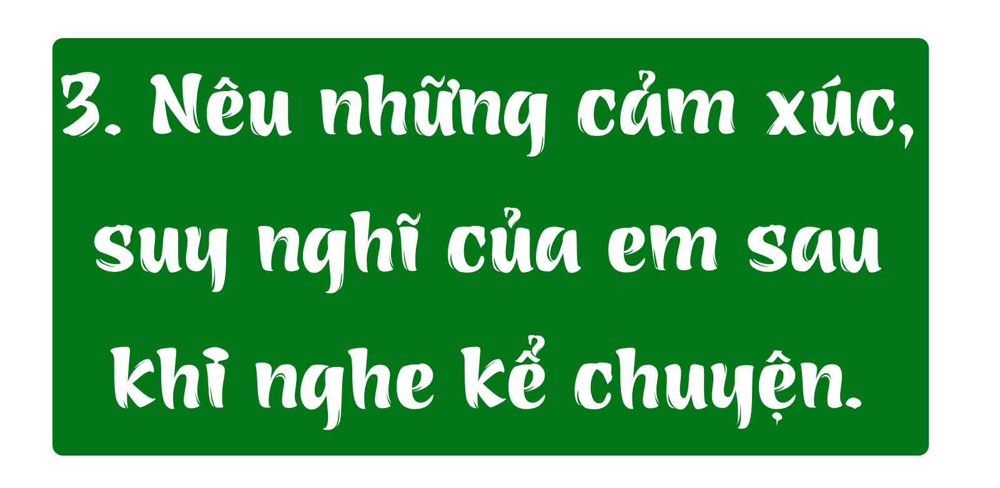 3. Nêu những cảm xúc,
suy nghĩ của em sau
khi nghe kể chuyện.